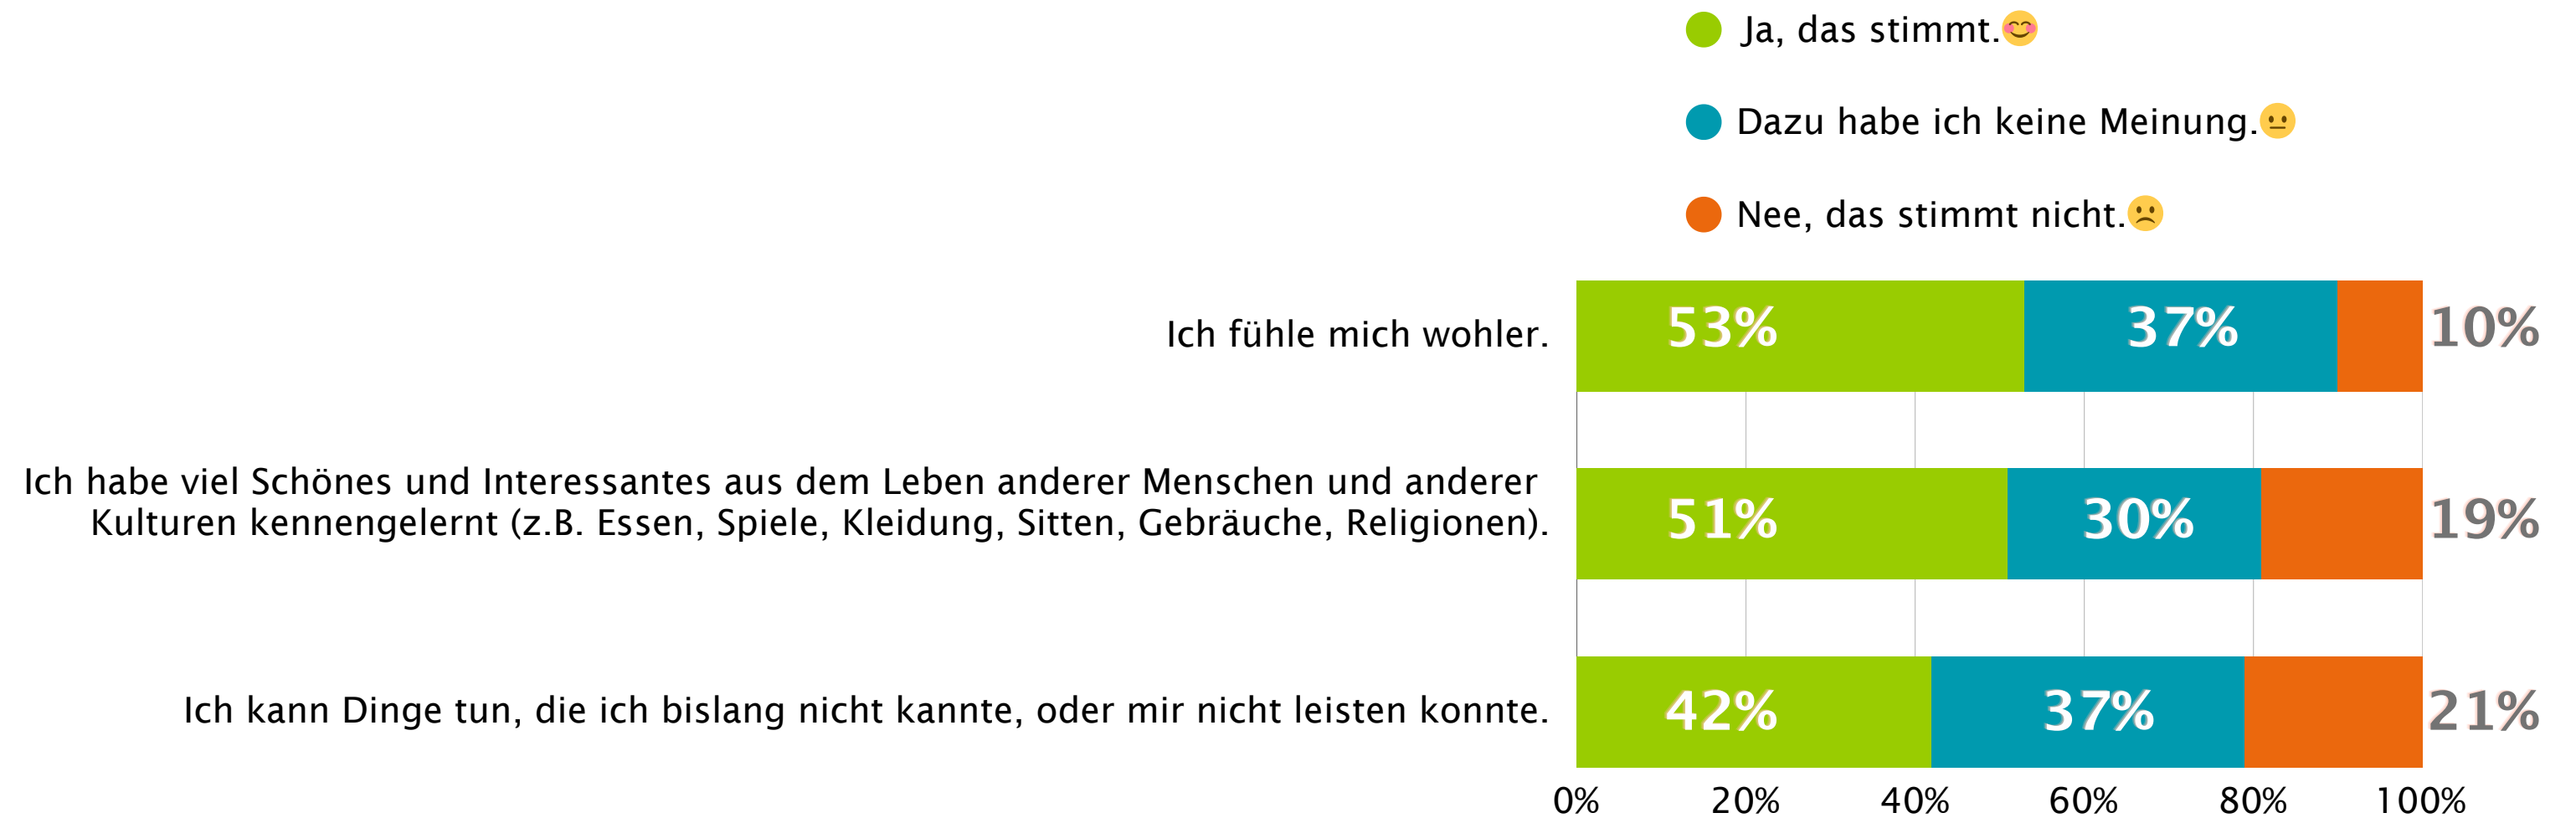 Ja, das stimmt.😊
Dazu habe ich keine Meinung.😐
Nee, das stimmt nicht.🙁
Ich fühle mich wohler.
53% 37% 10%
Ich habe viel Schönes und Interessantes aus dem Leben anderer Menschen und anderer
Kulturen kennengelernt (z.B. Essen, Spiele, Kleidung, Sitten, Gebräuche, Religionen).
51% 30% 19%
Ich kann Dinge tun, die ich bislang nicht kannte, oder mir nicht leisten konnte.
42% 37% 21%
0% 20% 40% 60% 80% 100%